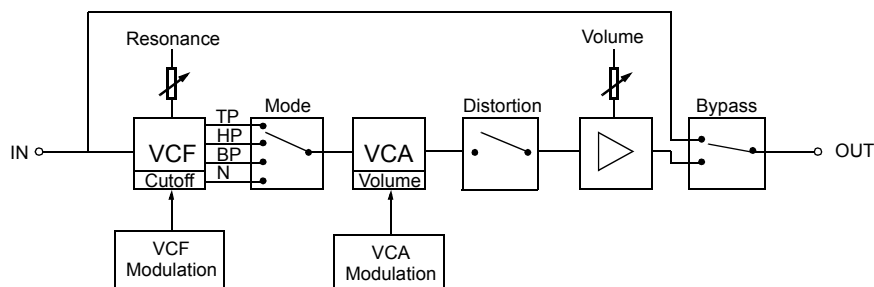 Resonance
Volume
TP
Mode
Distortion
Bypass
HP
IN
VCF
BP
VCA
OUT
Cutoff
N
Volume
VCF
Modulation
VCA
Modulation